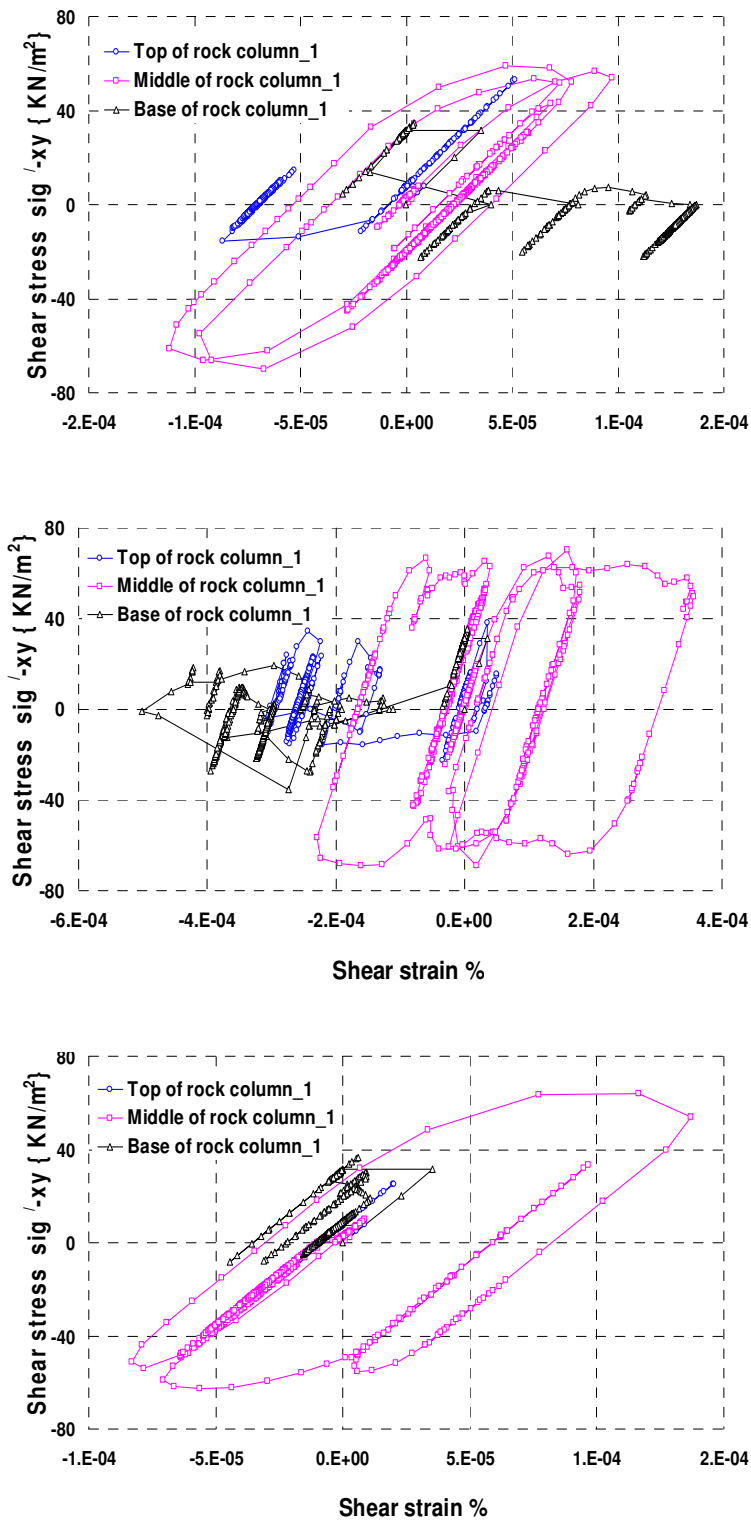 80
40
0
-40
-80
Shear stress sig '-xy { KN/m²}
Top of rock column_1
Middle of rock column_1
Base of rock column_1
-2.E-04 -1.E-04 -5.E-05 0.E+00 5.E-05 1.E-04 2.E-04
80
40
0
-40
-80
Shear stress sig '-xy { KN/m²}
Top of rock column_1
Middle of rock column_1
Base of rock column_1
-6.E-04 -4.E-04 -2.E-04 0.E+00 2.E-04 4.E-04
Shear strain %
80
40
0
-40
-80
Shear stress sig '-xy { KN/m²}
Top of rock column_1
Middle of rock column_1
Base of rock column_1
-1.E-04 -5.E-05 0.E+00 5.E-05 1.E-04 2.E-04
Shear strain %